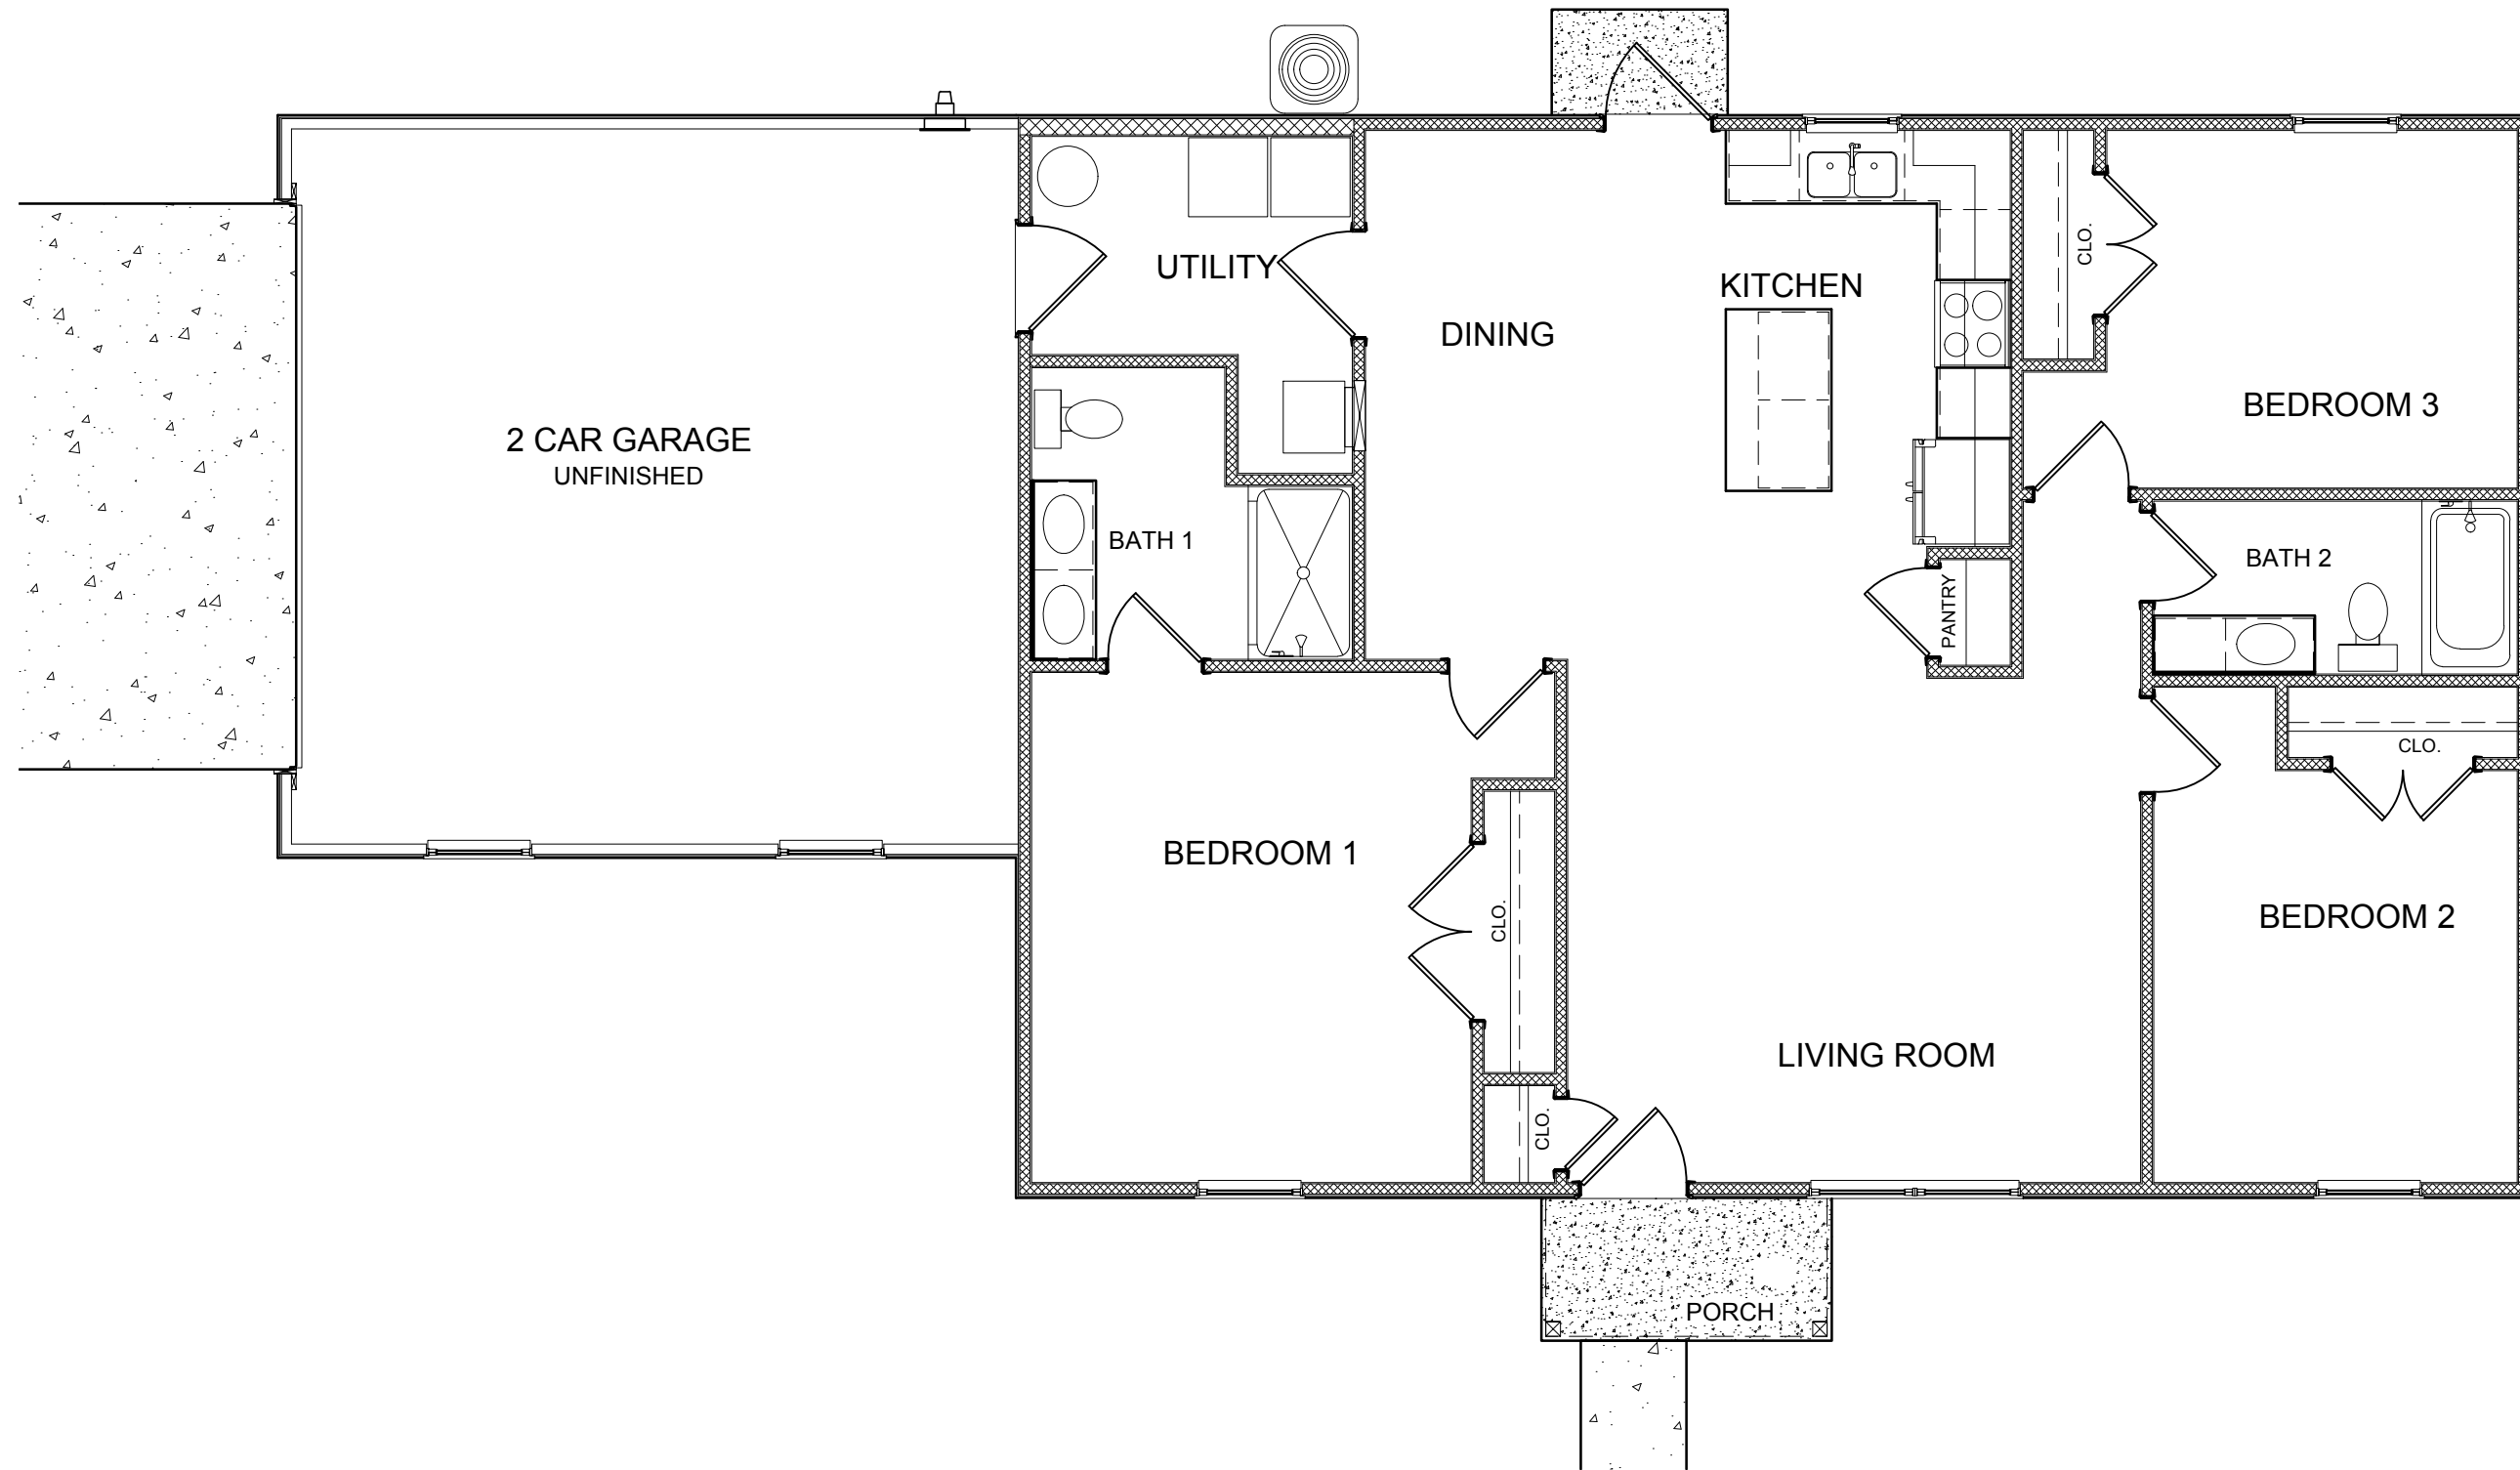 UTILITY
CLO.
KITCHEN
DINING
BEDROOM 3
2 CAR GARAGE
UNFINISHED
BATH 1
BATH 2
PANTRY
CLO.
BEDROOM 1
CLO.
BEDROOM 2
LIVING ROOM
CLO.
PORCH